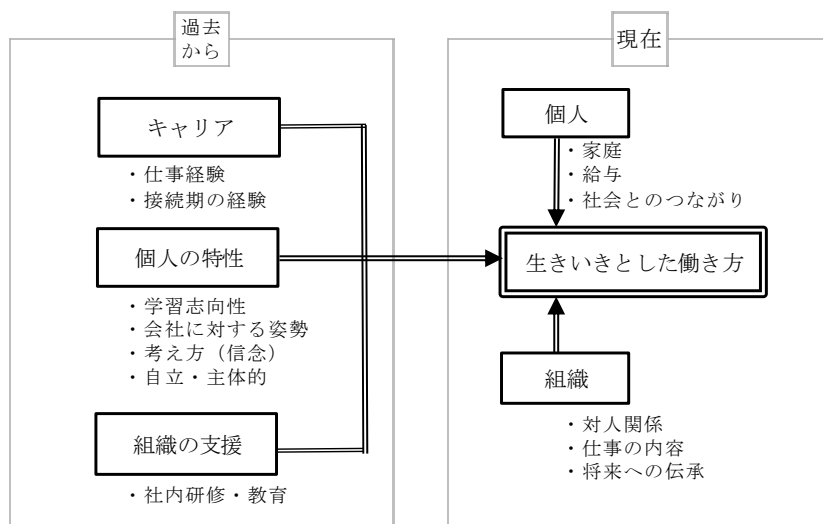 過去
から
キャリア
・仕事経験
・接続期の経験
個人の特性
・学習志向性
・会社に対する姿勢
・考え方（信念）
・自立・主体的
組織の支援
・社内研修・教育
現在
個人
・家庭
・給与
・社会とのつながり
生きいきとした働き方
組織
・対人関係
・仕事の内容
・将来への伝承